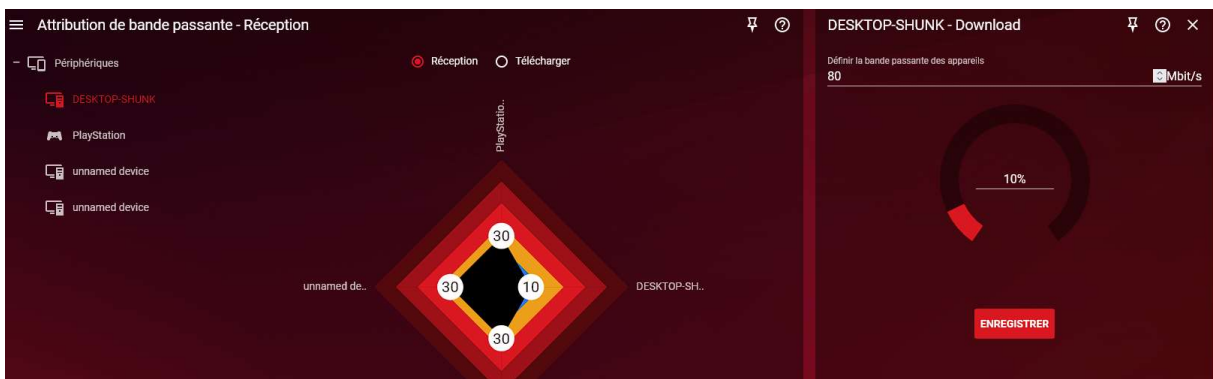 Attribution de bande passante - Réception
Périphériques
DESKTOP-SHUNK
PlayStation
unnamed device
unnamed device
Réception
Télécharger
PlayStatio..
30
unnamed de..
30
10
DESKTOP-SH..
30
DESKTOP-SHUNK - Download
Définir la bande passante des appareils
80
Mbit/s
10%
ENREGISTRER